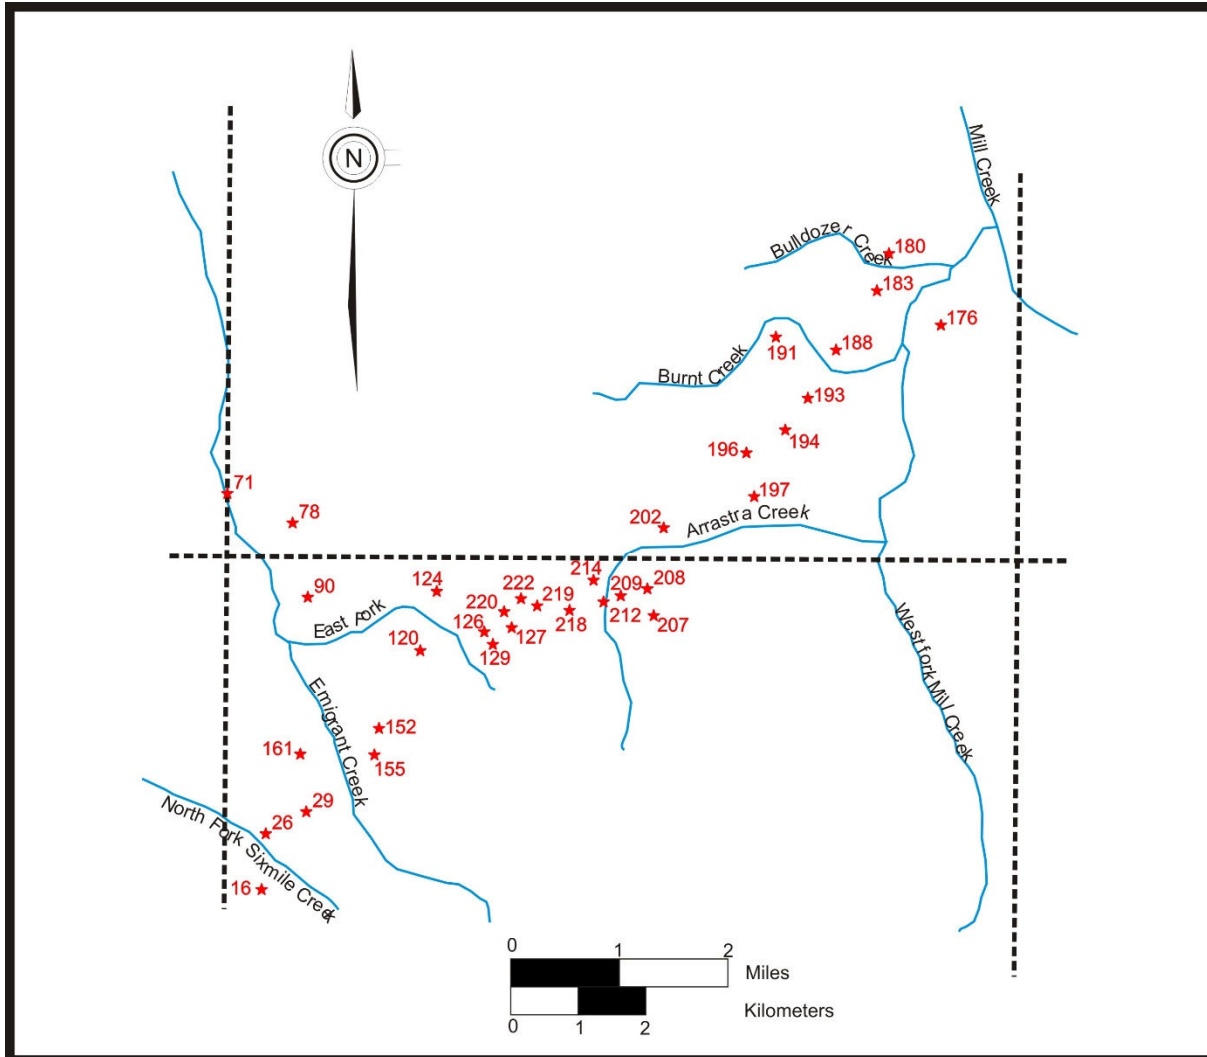 N
Mill Creek
Bulldozer Creek
180
183
176
191
188
Burnt Creek
193
194
196
71
197
78
202
Arrastra Creek
214
209
208
90
124
222
219
220
East Fork
126
218
212
207
120
127
129
Westfork Mill Creek
Emigrant Creek
152
161
155
29
North Fork Sixmile Creek
26
16
0 1 2
Miles
Kilometers
0 1 2